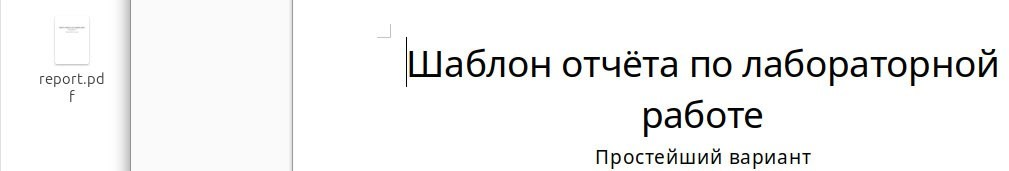 report.pd
f
Шаблон отчёта по лабораторной
работе
Простейший вариант